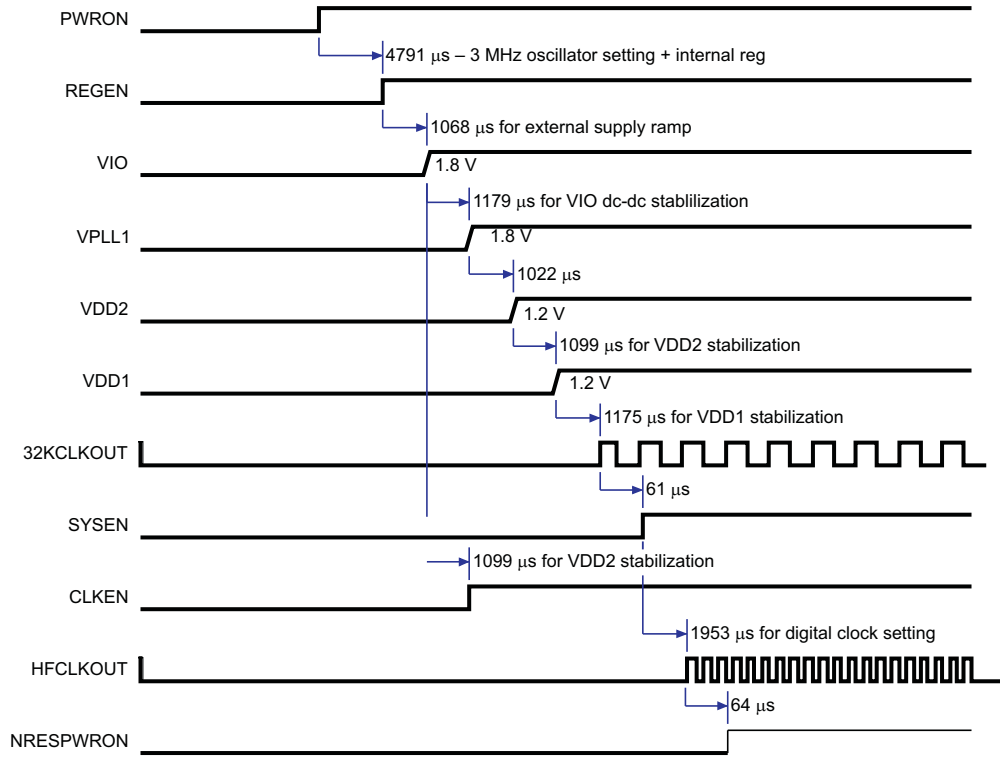 PWRON
4791 μs – 3 MHz oscillator setting + internal reg
REGEN
1068 μs for external supply ramp
VIO
1.8 V
1179 μs for VIO dc-dc stablilization
VPLL1
1.8 V
1022 μs
VDD2
1.2 V
1099 μs for VDD2 stabilization
VDD1
1.2 V
1175 μs for VDD1 stabilization
32KCLKOUT
61 μs
SYSEN
1099 μs for VDD2 stabilization
CLKEN
1953 μs for digital clock setting
HFCLKOUT
64 μs
NRESPWRON